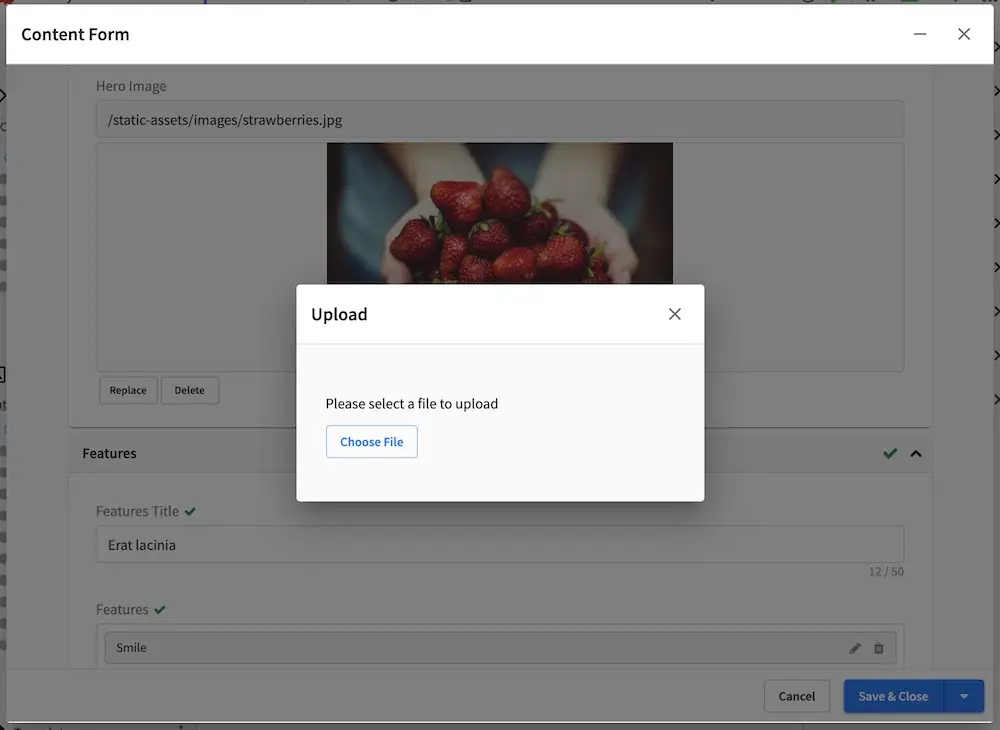 Content Form
Hero Image
/static-assets/images/strawberries.jpg
Upload
Please select a file to upload
Choose File
Replace Delete
Features
Features Title
Erat lacinia
12 / 50
Features
Smile
Cancel Save & Close